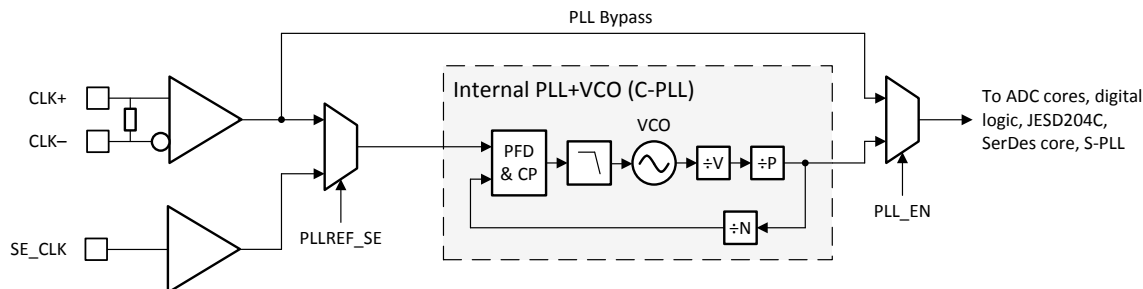 PLL Bypass
Internal PLL+VCO (C-PLL)
CLK+
CLK–
VCO
PFD
& CP
÷V
÷P
÷N
To ADC cores, digital
logic, JESD204C,
SerDes core, S-PLL
PLL_EN
PLLREF_SE
SE_CLK